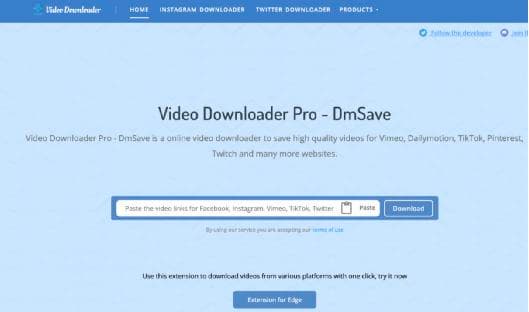 Video Downloader
HOME INSTAGRAM DOWNLOADER TWITTER DOWNLOADER PRODUCTS
Follow the developer Join
Video Downloader Pro - DmSave
Video Downloader Pro - DmSave is a online video downloader to save high quality videos for Vimeo, Dailymotion, TikTok, Pinterest,
Twitch and many more websites.
Paste the video links for Facebook, Instagram, Vimeo, TikTok, Twitter Paste Download
By using our service you are accepting our terms of use
Use this extension to download videos from various platforms with one click, try it now
Extension for Edge